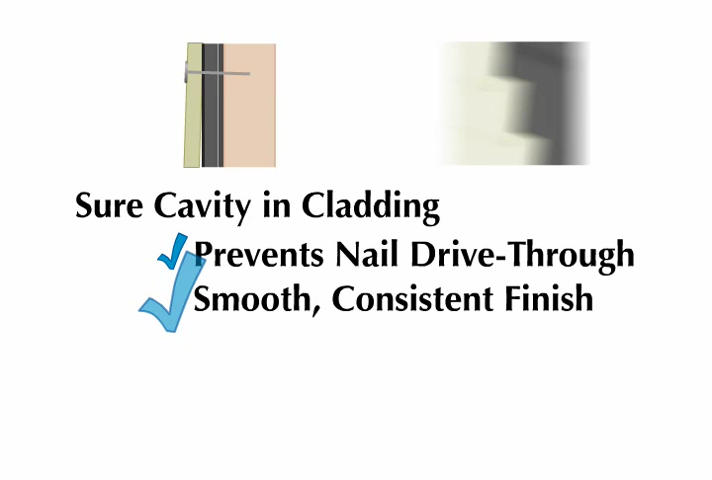 Sure Cavity in Cladding
Prevents Nail Drive-Through
Smooth, Consistent Finish